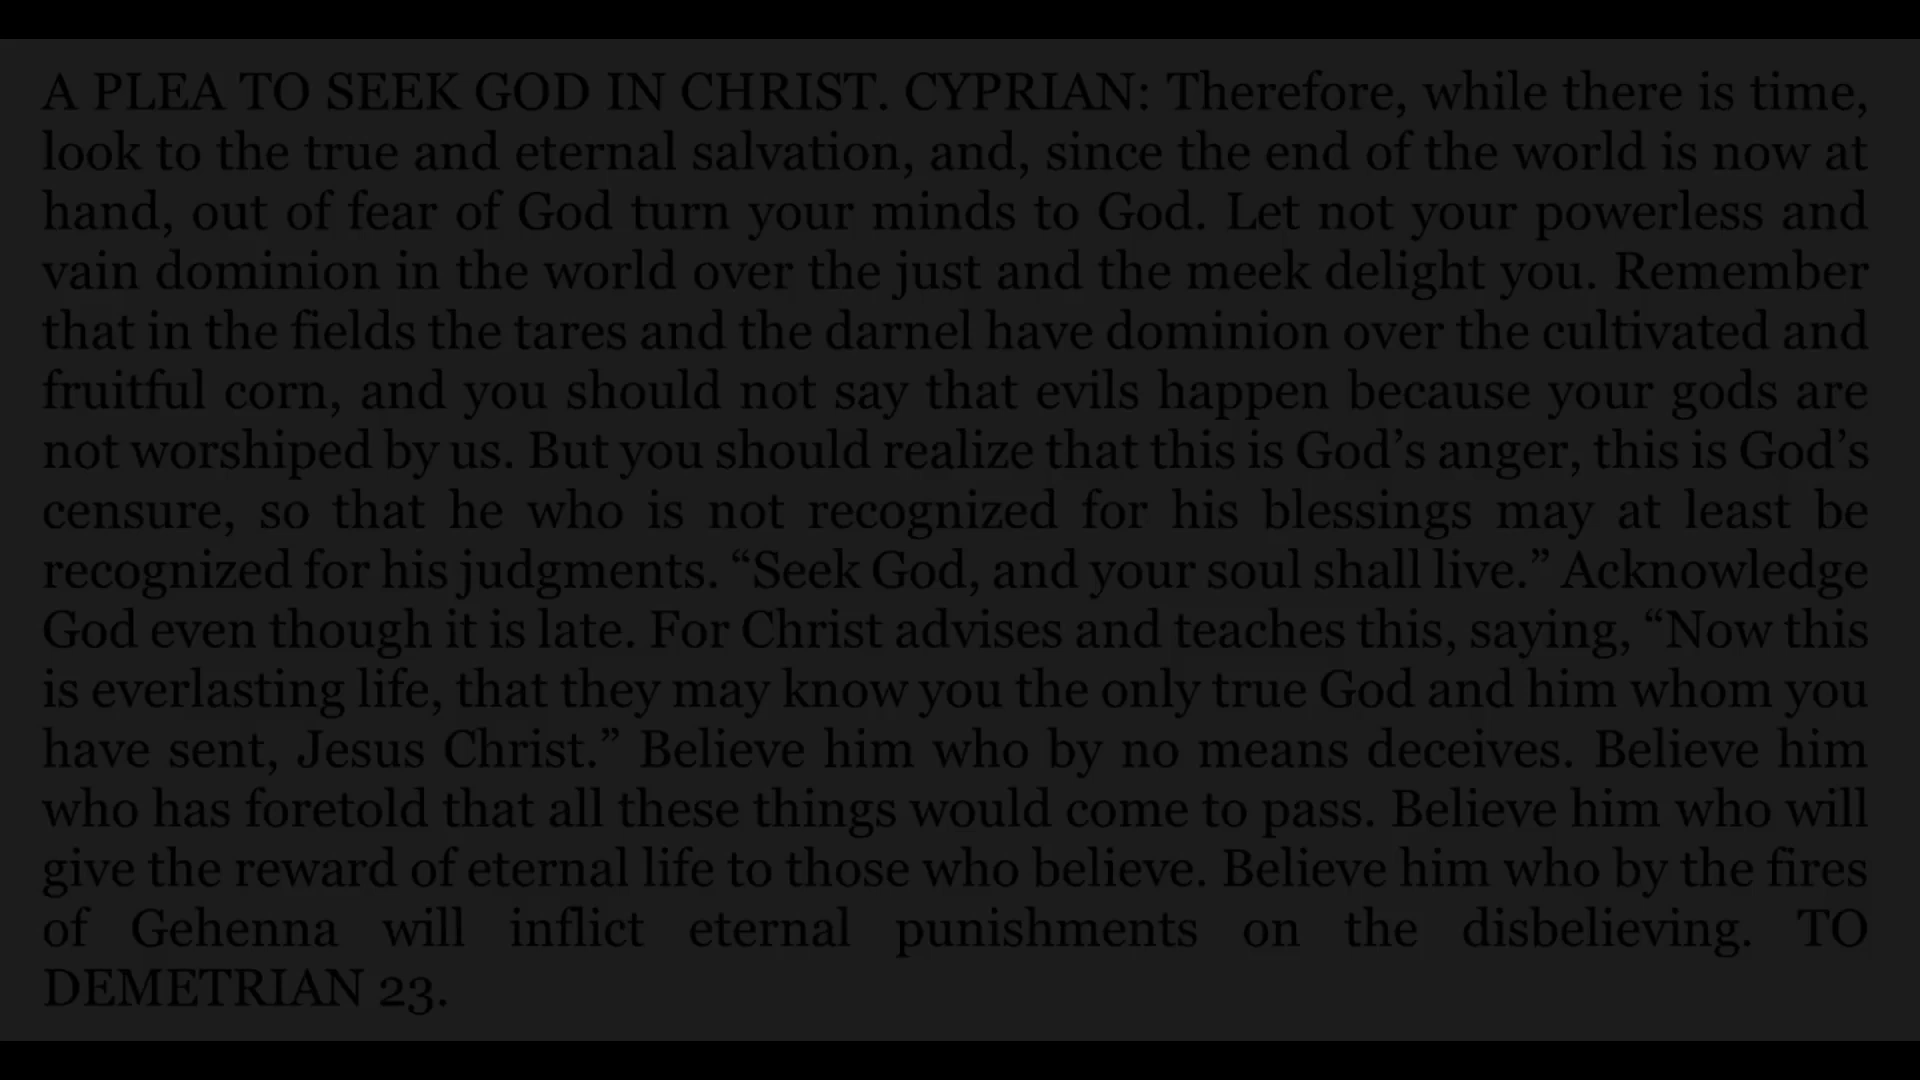 A PLEA TO SEEK GOD IN CHRIST. CYPRIAN: Therefore, while there is time,
look to the true and eternal salvation, and, since the end of the world is now at
hand, out of fear of God turn your minds to God. Let not your powerless and
vain dominion in the world over the just and the meek delight you. Remember
that in the fields the tares and the darnel have dominion over the cultivated and
fruitful corn, and you should not say that evils happen because your gods are
not worshiped by us. But you should realize that this is God’s anger, this is God’s
censure, so that he who is not recognized for his blessings may at least be
recognized for his judgments. “Seek God, and your soul shall live.” Acknowledge
God even though it is late. For Christ advises and teaches this, saying, “Now this
is everlasting life, that they may know you the only true God and him whom you
have sent, Jesus Christ.” Believe him who by no means deceives. Believe him
who has foretold that all these things would come to pass. Believe him who will
give the reward of eternal life to those who believe. Believe him who by the fires
of Gehenna will inflict eternal punishments on the disbelieving. TO
DEMETRIAN 23.